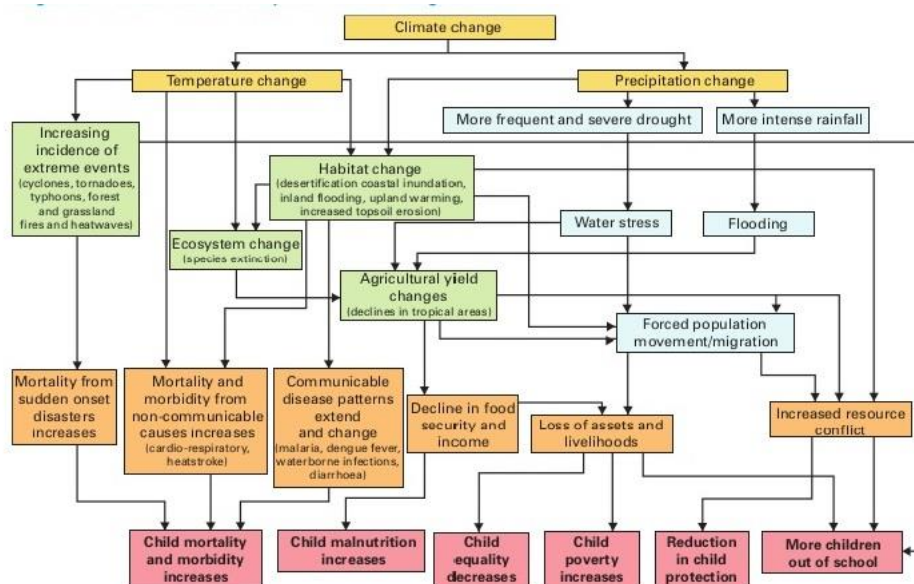 Climate change
Temperature change
Precipitation change
More frequent and severe drought
More intense rainfall
Increasing
incidence of
extreme events
(cyclones, tornadoes,
typhoons, forest
and grassland
fires and heatwaves)
Habitat change
(desertification coastal inundation,
inland flooding, upland warming,
increased topsoil erosion)
Water stress
Flooding
Ecosystem change
(species extinction)
Agricultural yield
changes
(declines in tropical areas)
Forced population
movement/migration
Mortality from
sudden onset
disasters
increases
Mortality and
morbidity from
non-communicable
causes increases
(cardio-respiratory,
heatstroke)
Communicable
disease patterns
extend
and change
(malaria, dengue fever,
waterborne infections,
diarrhoea)
Decline in food
security and
income
Loss of assets and
livelihoods
Increased resource
conflict
Child mortality
and morbidity
increases
Child malnutrition
increases
Child
equality
decreases
Child
poverty
increases
Reduction
in child
protection
More children
out of school